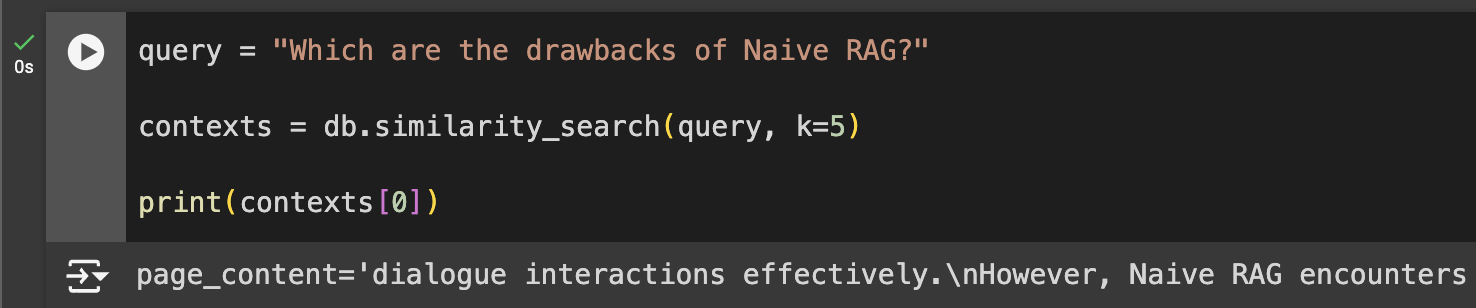 query = "Which are the drawbacks of Naive RAG?"
0s
contexts = db.similarity_search(query, k=5)
print(contexts[0])
page_content='dialogue interactions effectively.\nHowever, Naive RAG encounters